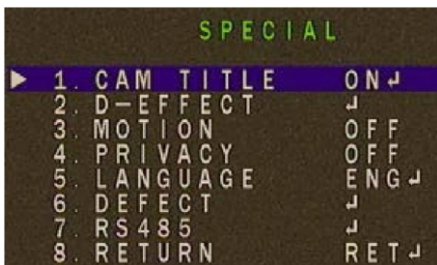 SPECIAL
► 1. CAM TITLE ON↲
2. D-EFFECT ↲
3. MOTION OFF
4. PRIVACY OFF
5. LANGUAGE ENG↲
6. DEFECT ↲
7. RS485 ↲
8. RETURN RET↲